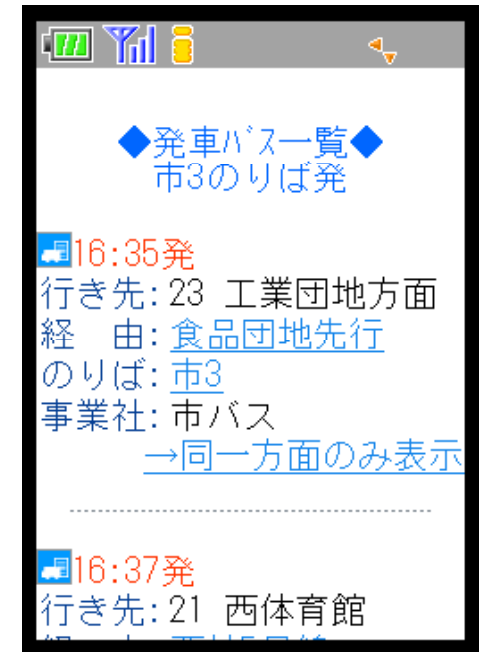 ◆発車ﾊﾞｽ一覧◆
市3のりば発
16:35発
行き先:23 工業団地方面
経　由:食品団地先行
のりば:市3
事業社:市バス
→同一方面のみ表示
16:37発
行き先:21 西体育館